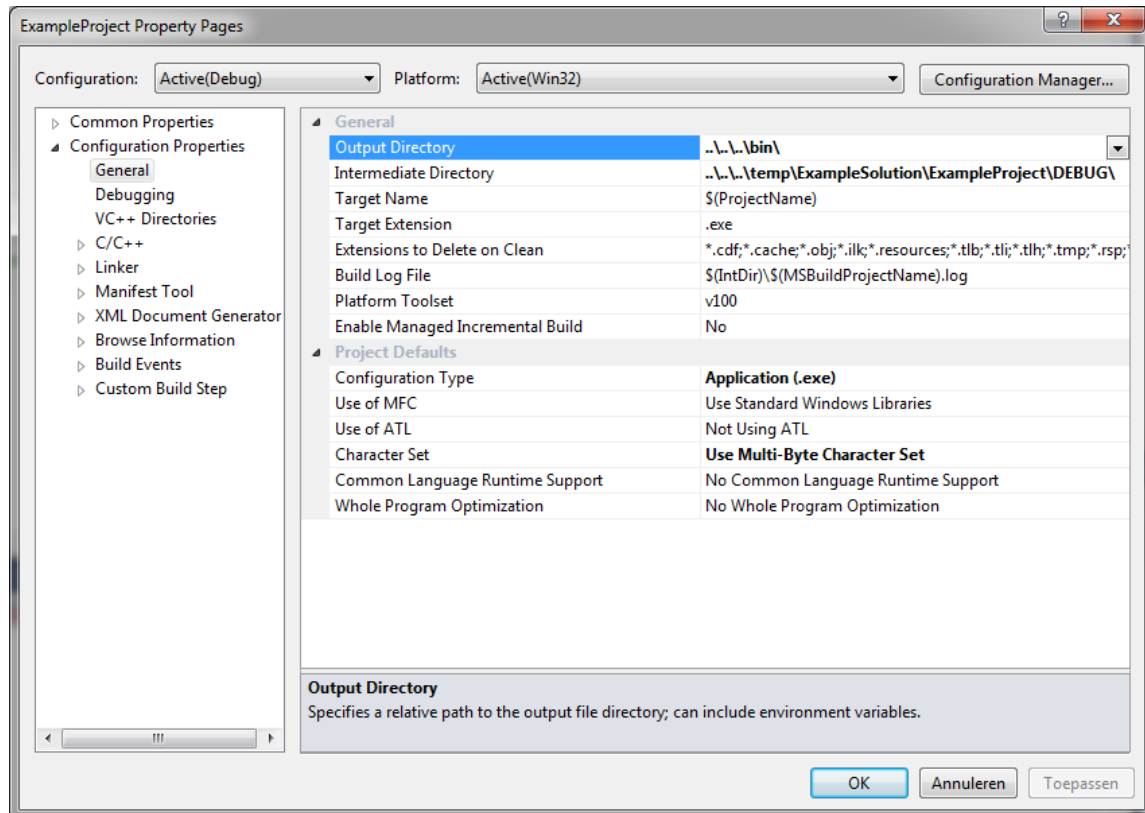 ExampleProject Property Pages
Configuration: Active(Debug) Platform: Active(Win32) Configuration Manager...
Common Properties
Configuration Properties
General
Debugging
VC++ Directories
C/C++
Linker
Manifest Tool
XML Document Generator
Browse Information
Build Events
Custom Build Step
General
Output Directory ..\..\..\bin\
Intermediate Directory ..\..\..\temp\ExampleSolution\ExampleProject\DEBUG\
Target Name $(ProjectName)
Target Extension .exe
Extensions to Delete on Clean *.cdf;*.cache;*.obj;*.ilk;*.resources;*.tlb;*.tli;*.tlh;*.tmp;*.rsp;
Build Log File $(IntDir)\$(MSBuildProjectName).log
Platform Toolset v100
Enable Managed Incremental Build No
Project Defaults
Configuration Type Application (.exe)
Use of MFC Use Standard Windows Libraries
Use of ATL Not Using ATL
Character Set Use Multi-Byte Character Set
Common Language Runtime Support No Common Language Runtime Support
Whole Program Optimization No Whole Program Optimization
Output Directory
Specifies a relative path to the output file directory; can include environment variables.
OK Annuleren Toepassen